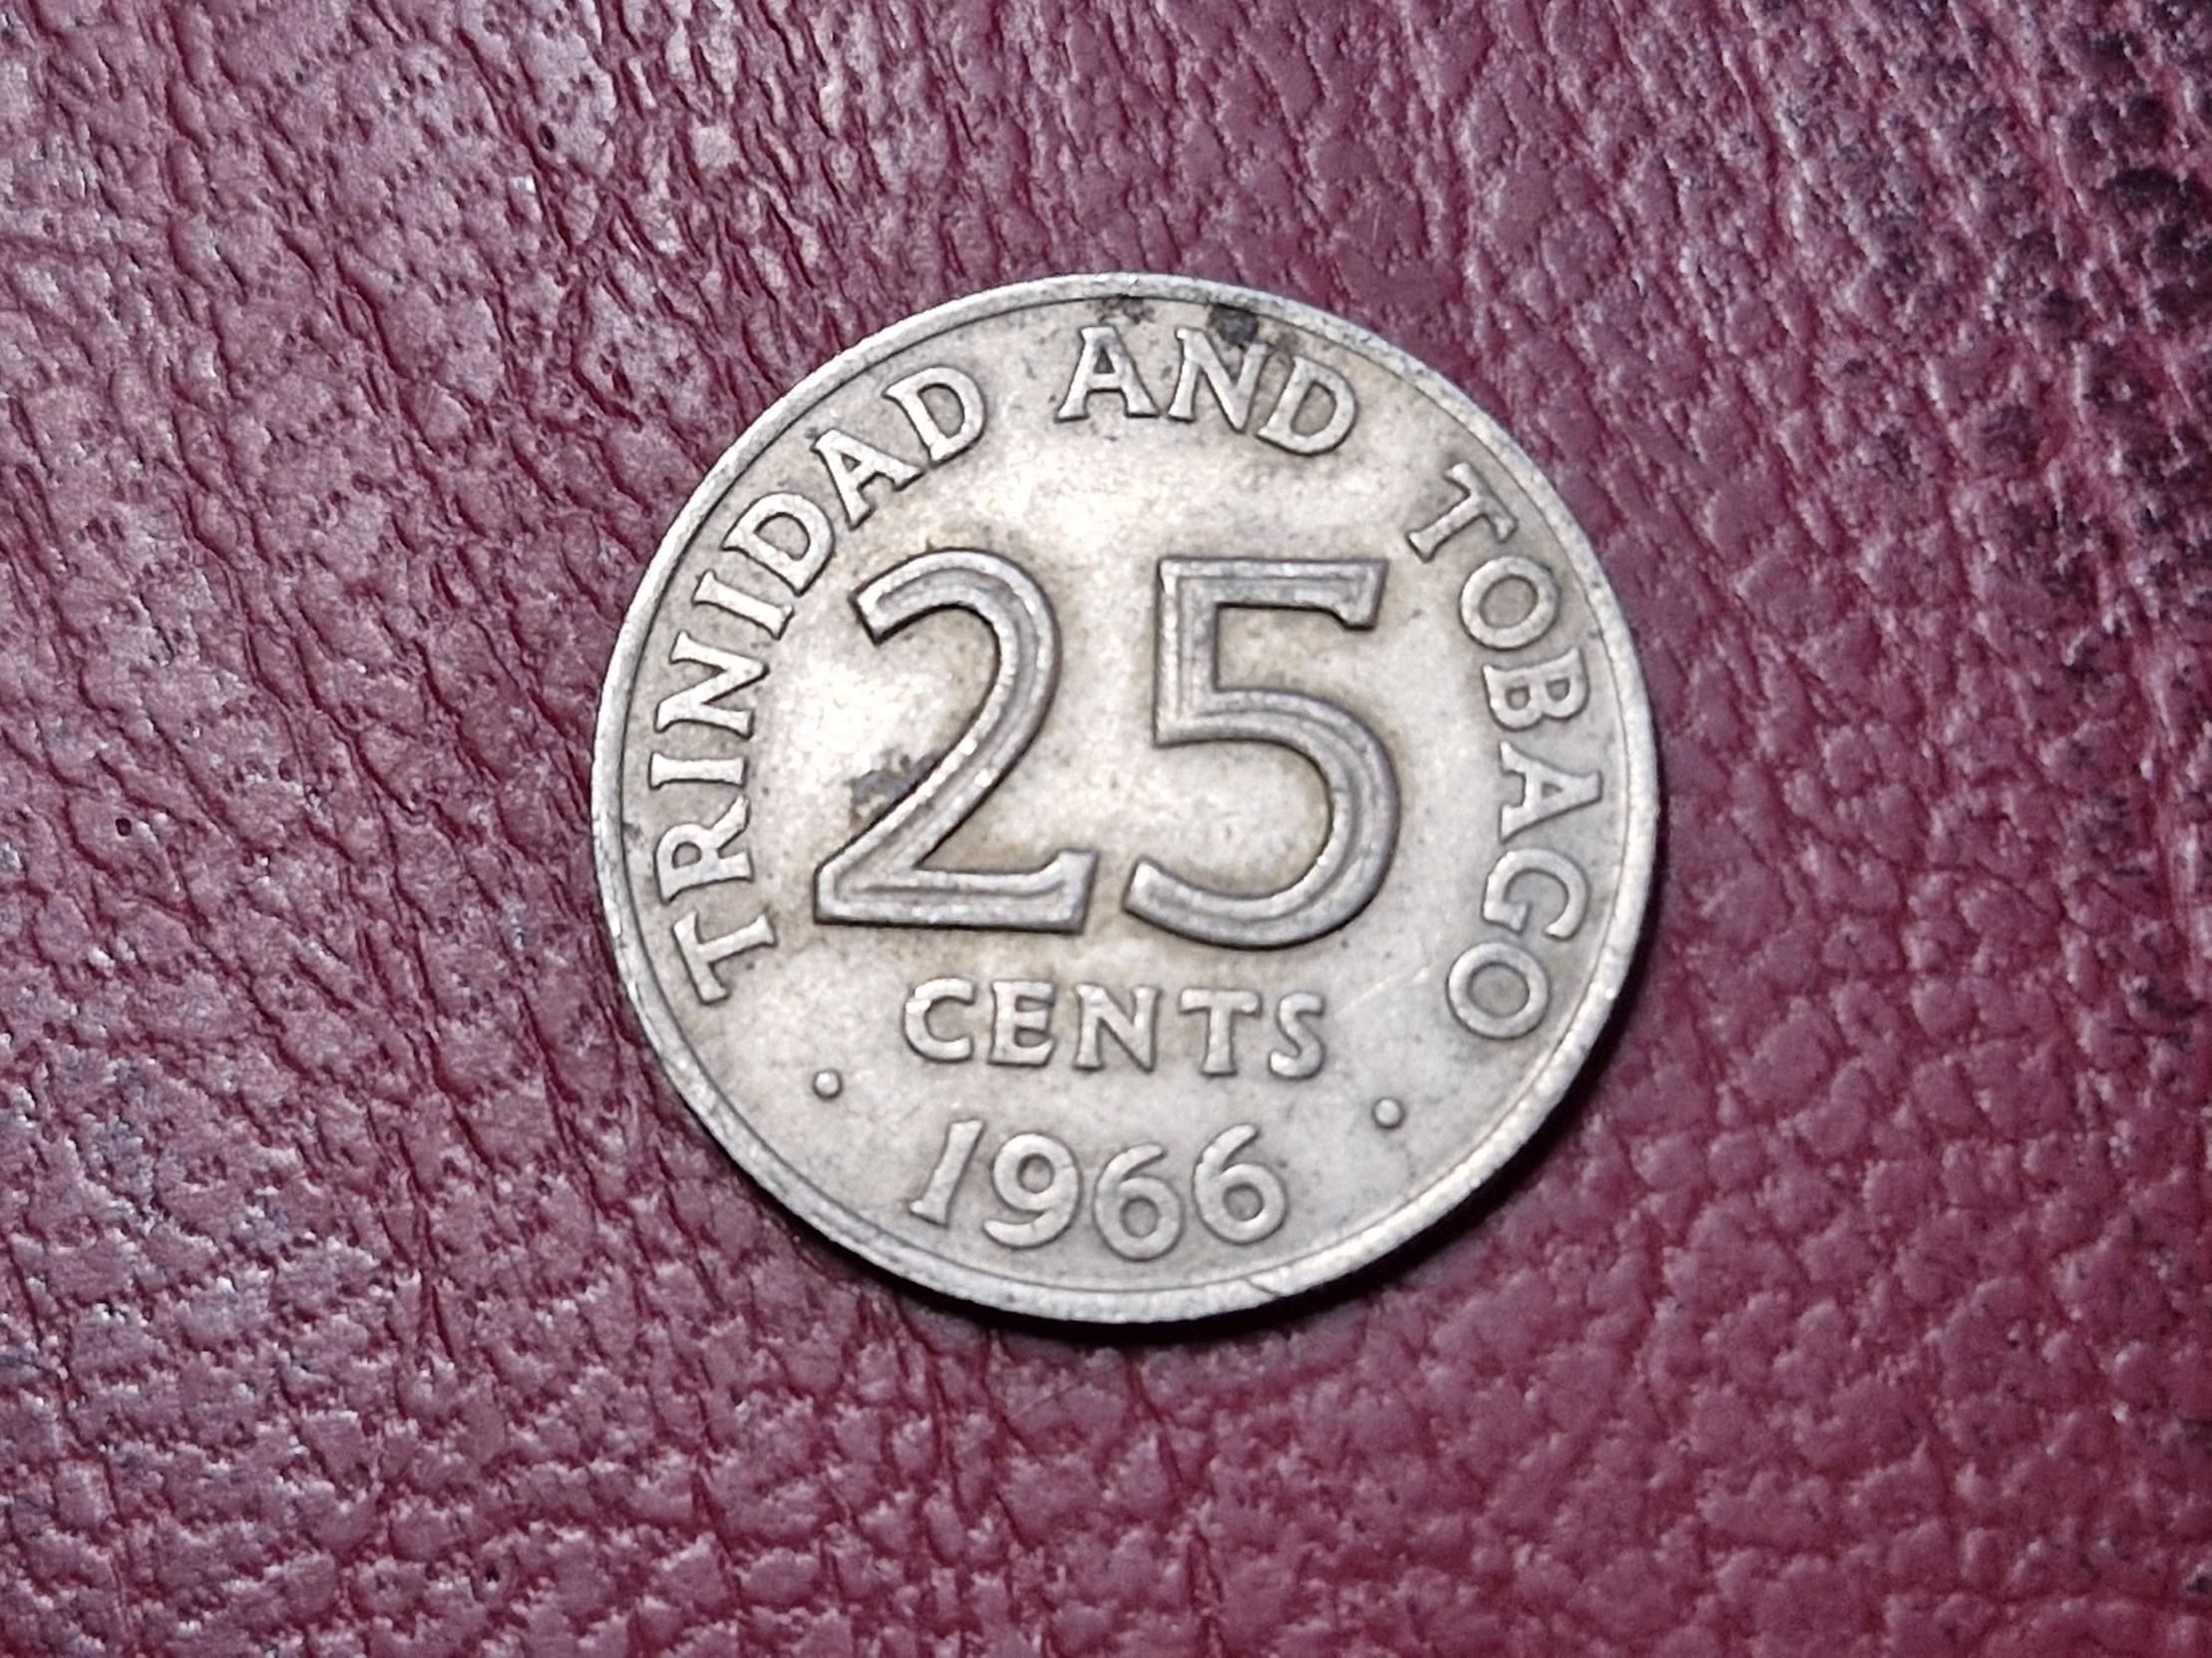 TRINIDAD AND TOBAGO
25
CENTS
· 1966 ·